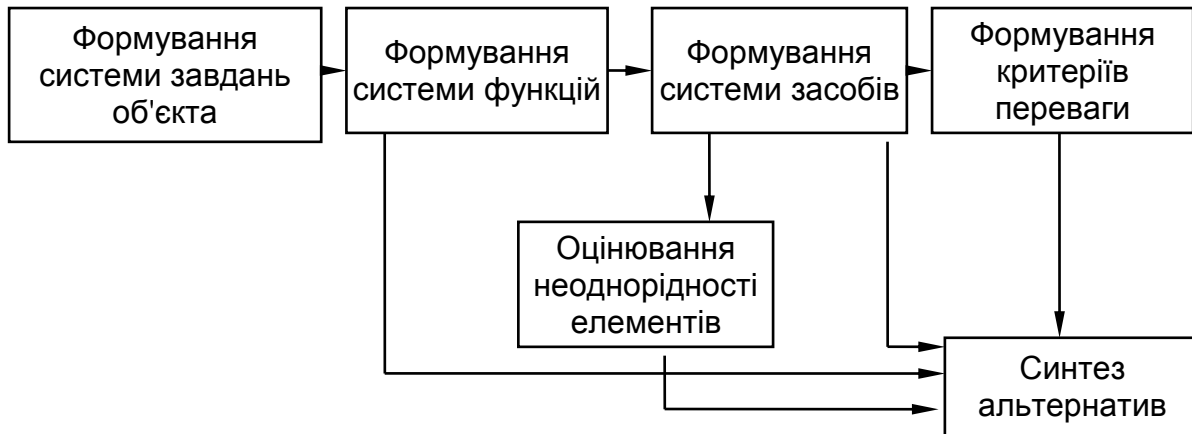 Формування
системи завдань
об'єкта
Формування
системи функцій
Формування
системи засобів
Формування
критеріїв
переваги
Оцінювання
неоднорідності
елементів
Синтез
альтернатив